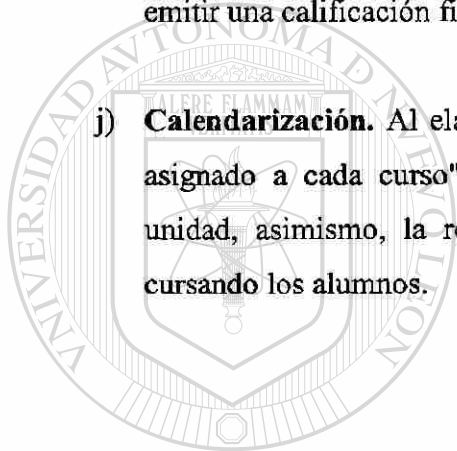 emitir una calificación fi
j) Calendarización. Al ela
asignado a cada curso"
unidad, asimismo, la r
cursando los alumnos.
UNIVERSIDAD AUTÓNOMA DE NUEVO LEÓN
ALERE FLAMMAM
VERITATIS